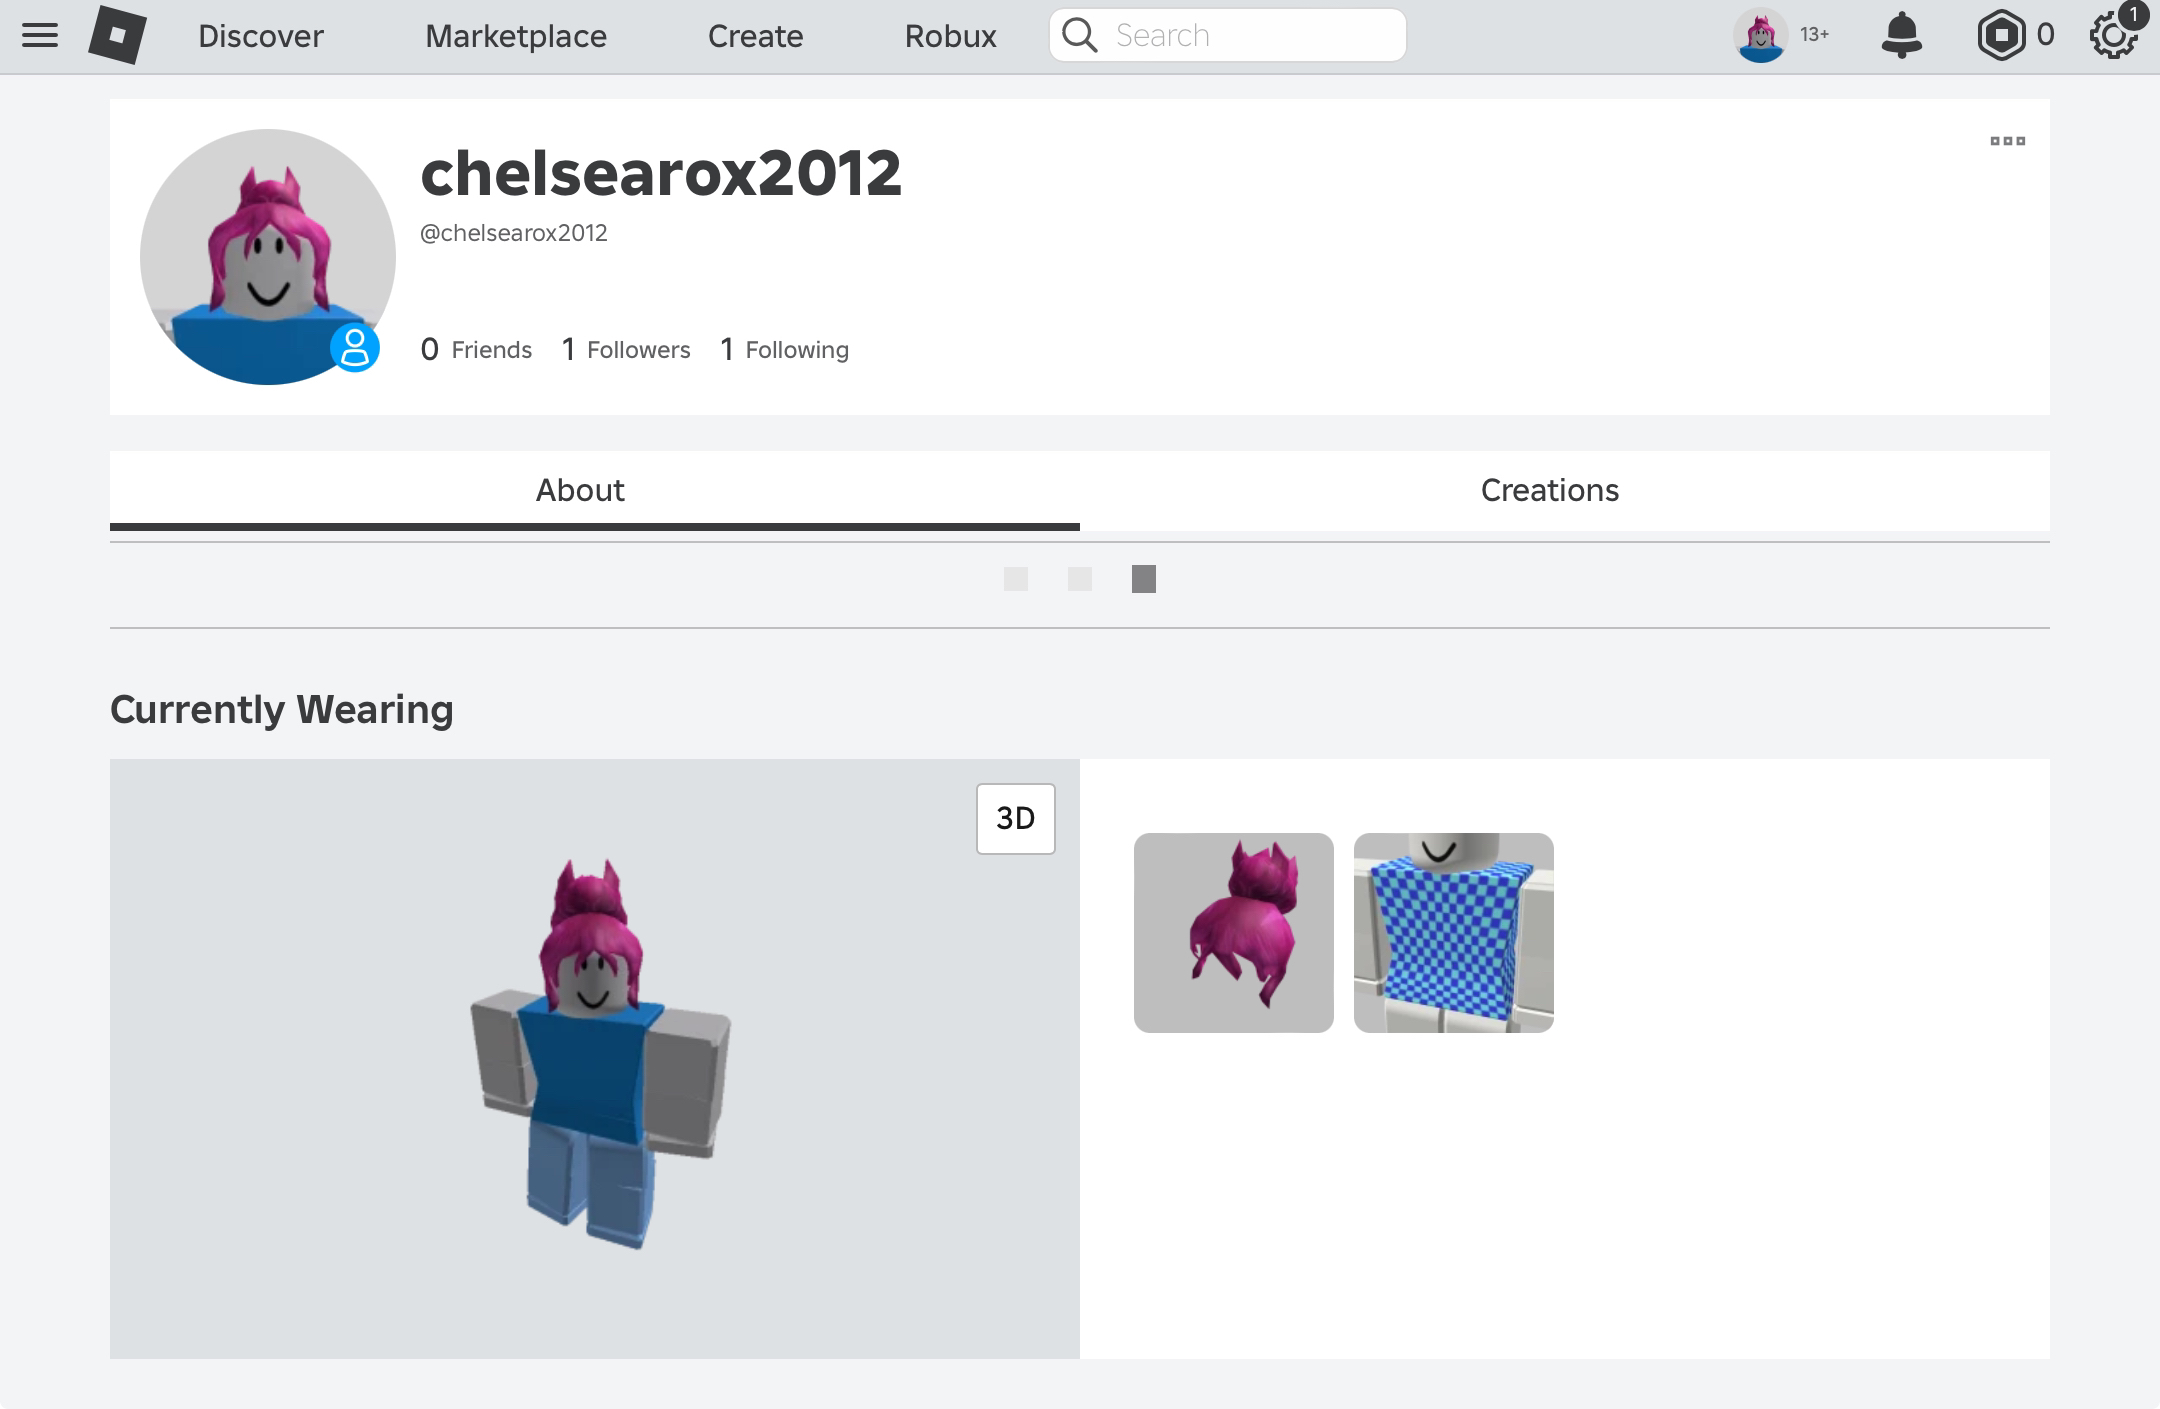 Discover Marketplace Create Robux Search 13+ 0 1
chelsearox2012
@chelsearox2012
0 Friends 1 Followers 1 Following
About Creations
Currently Wearing
3D